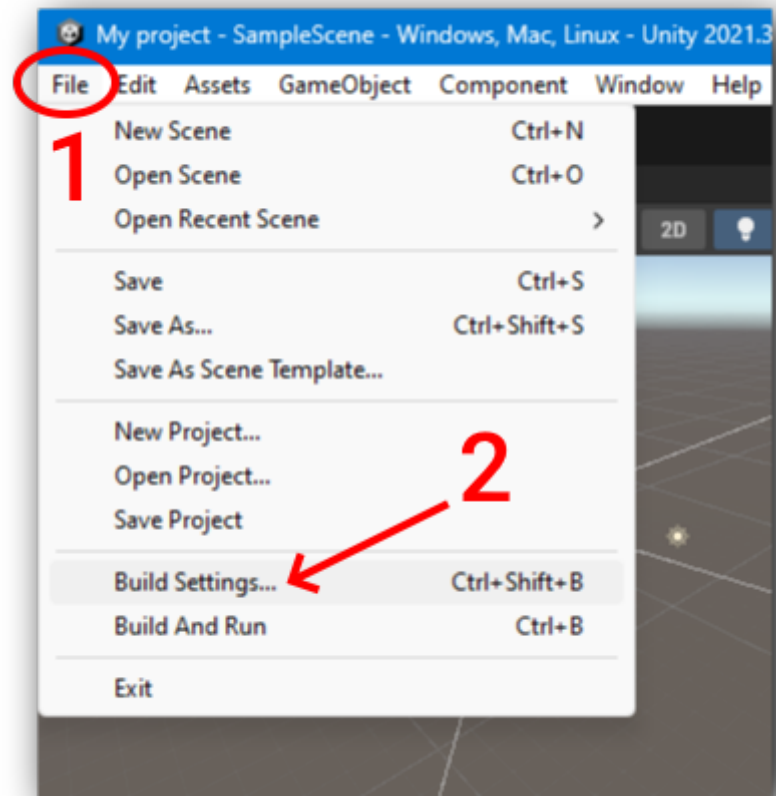 My project - SampleScene - Windows, Mac, Linux - Unity 2021.3
File Edit Assets GameObject Component Window Help
1
New Scene Ctrl+N
Open Scene Ctrl+O
Open Recent Scene >
2D
Save Ctrl+S
Save As... Ctrl+Shift+S
Save As Scene Template...
New Project...
2
Open Project...
Save Project
Build Settings... Ctrl+Shift+B
Build And Run Ctrl+B
Exit